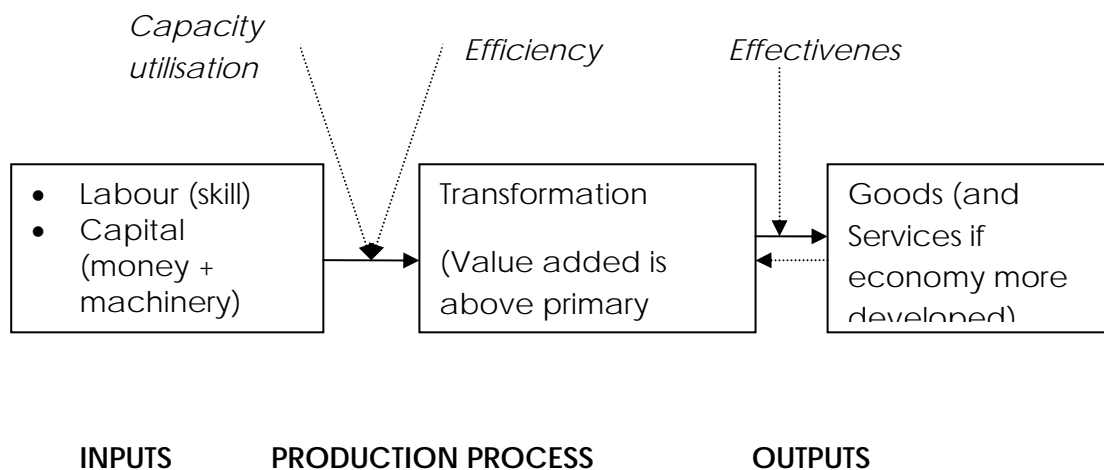 Capacity
utilisation
Efficiency
Effectivenes
• Labour (skill)
• Capital
(money +
machinery)
Transformation
(Value added is
above primary
Goods (and
Services if
economy more
developed)
INPUTS
PRODUCTION PROCESS
OUTPUTS